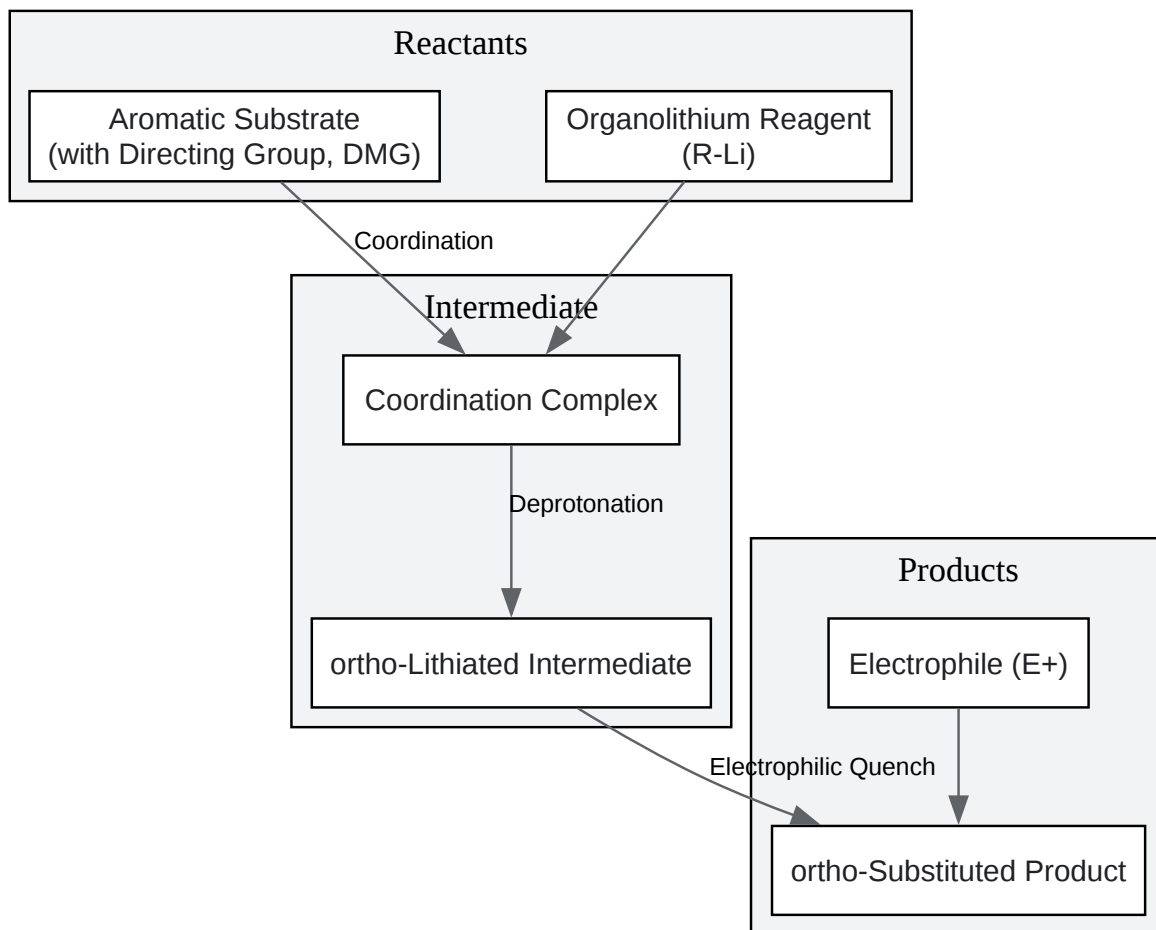 Reactants
Aromatic Substrate
(with Directing Group, DMG)
Organolithium Reagent
(R-Li)
Coordination
Intermediate
Coordination Complex
Deprotonation
Products
ortho-Lithiated Intermediate
Electrophile (E+)
Electrophilic Quench
ortho-Substituted Product